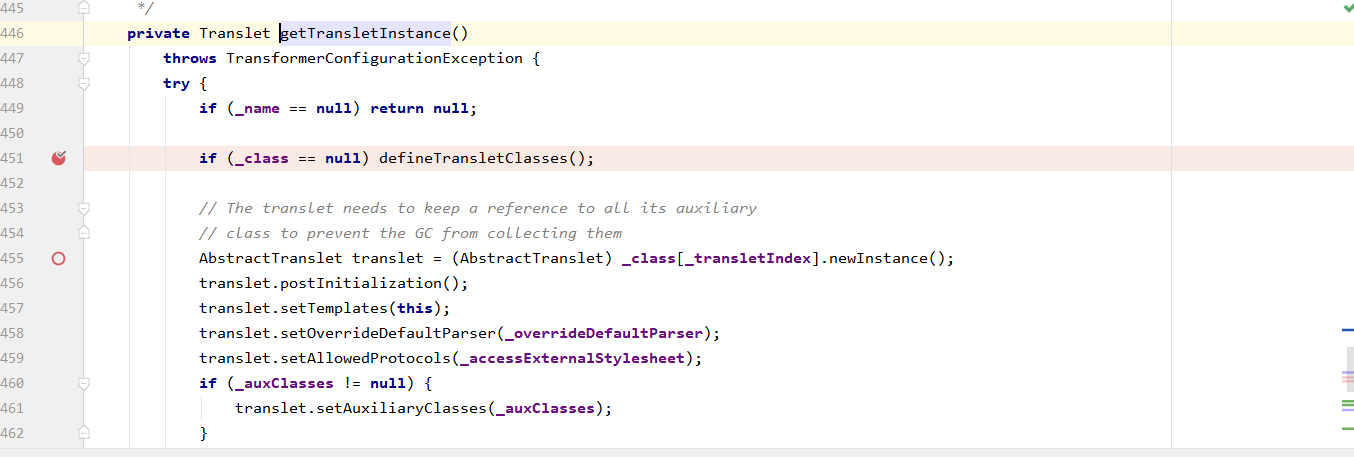 445 */
446 private Translet getTransletInstance()
447 throws TransformerConfigurationException {
448 try {
449 if (_name == null) return null;
450
451 if (_class == null) defineTransletClasses();
452
453 // The translet needs to keep a reference to all its auxiliary
454 // class to prevent the GC from collecting them
455 AbstractTranslet translet = (AbstractTranslet) _class[_transletIndex].newInstance();
456 translet.postInitialization();
457 translet.setTemplates(this);
458 translet.setOverrideDefaultParser(_overrideDefaultParser);
459 translet.setAllowedProtocols(_accessExternalStylesheet);
460 if (_auxClasses != null) {
461 translet.setAuxiliaryClasses(_auxClasses);
462 }